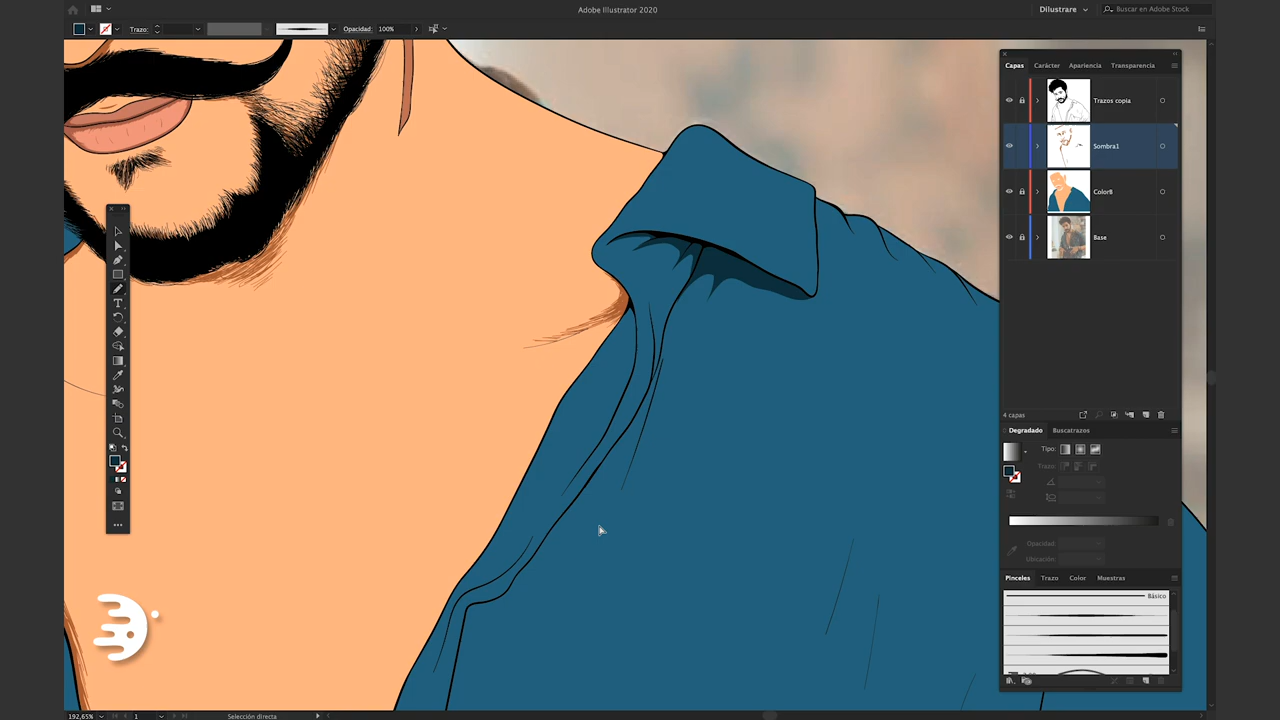 Adobe Illustrator 2020
DIlustrare
Buscar en Adobe Stock
Trazo:
Opacidad:
100%
Capas
Carácter
Apariencia
Transparencia
Trazos copia
Sombra1
ColorB
Base
4 capas
Degradado
Buscatrazos
Tipo:
Trazo:
Opacidad:
Ubicación:
Pinceles
Trazo
Color
Muestras
Básico
192,65%
1
Selección directa